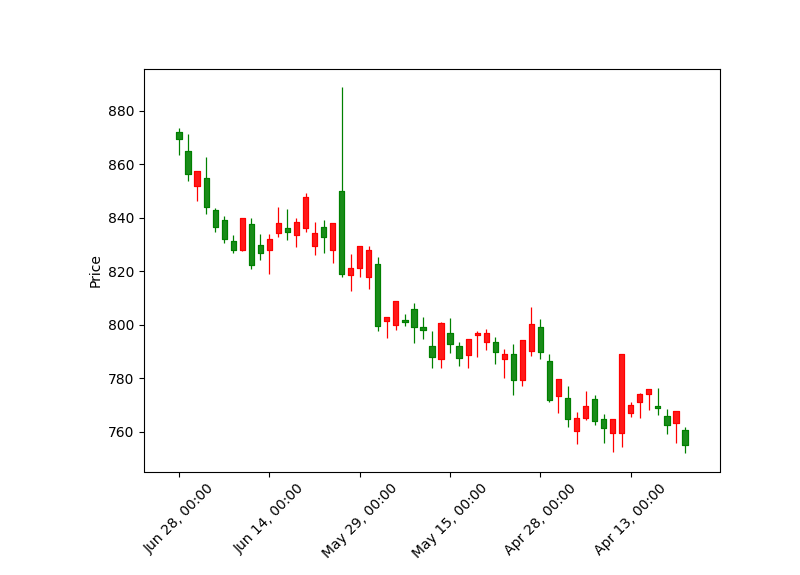 880
860
840
820
800
780
760
Price
Jun 28, 00:00
Jun 14, 00:00
May 29, 00:00
May 15, 00:00
Apr 28, 00:00
Apr 13, 00:00